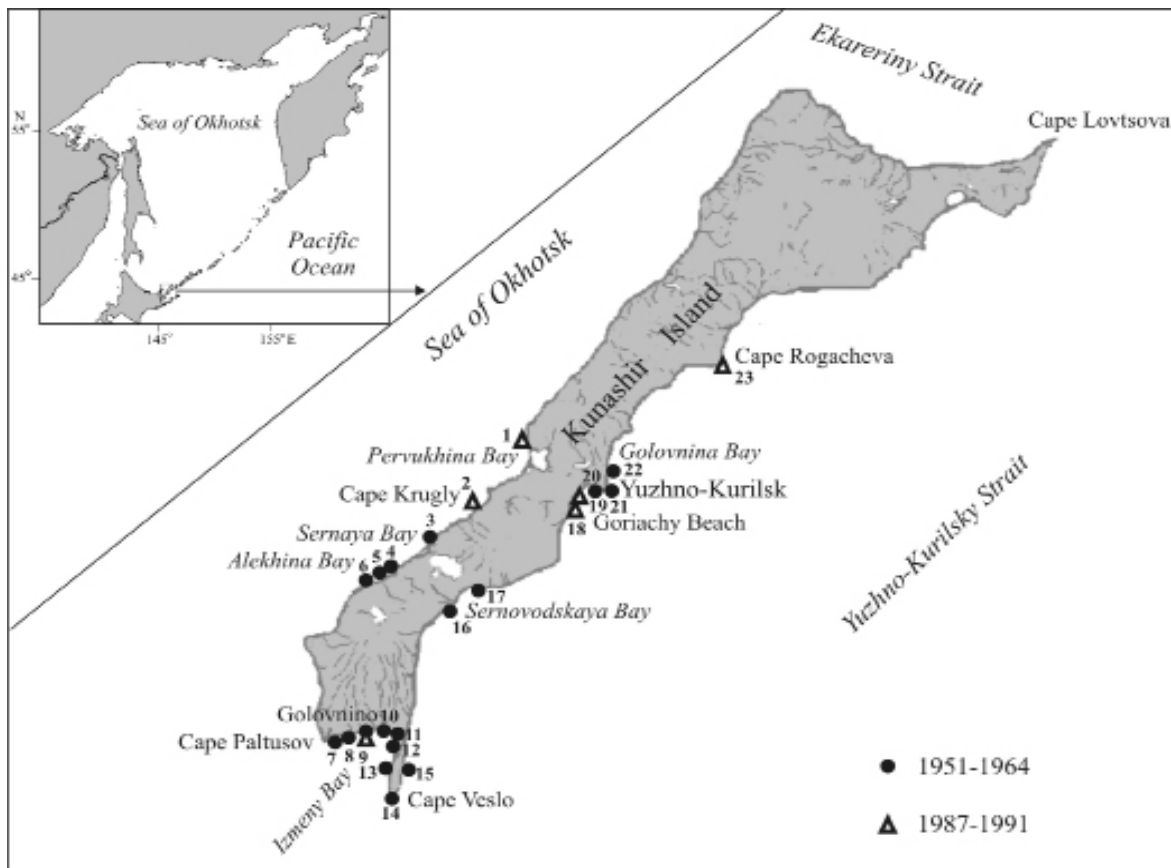 Ekareriny Strait
Cape Lovtsova
N
55°
Sea of Okhotsk
Pacific
Ocean
45°
145°
155°E
Sea of Okhotsk
Kunashir Island
Cape Rogacheva
23
1
Pervukhina Bay
Golovnina Bay
22
2
Cape Krugly
20
Yuzhno-Kurilsk
19
21
18
Goriachy Beach
3
Sernaya Bay
4
5
Alekhina Bay
6
17
Sernovodskaya Bay
16
Yuzhno-Kurilsky Strait
Golovnino
10
11
Cape Paltusov
7
8
9
12
13
15
Izmeny Bay
14
Cape Veslo
1951-1964
1987-1991